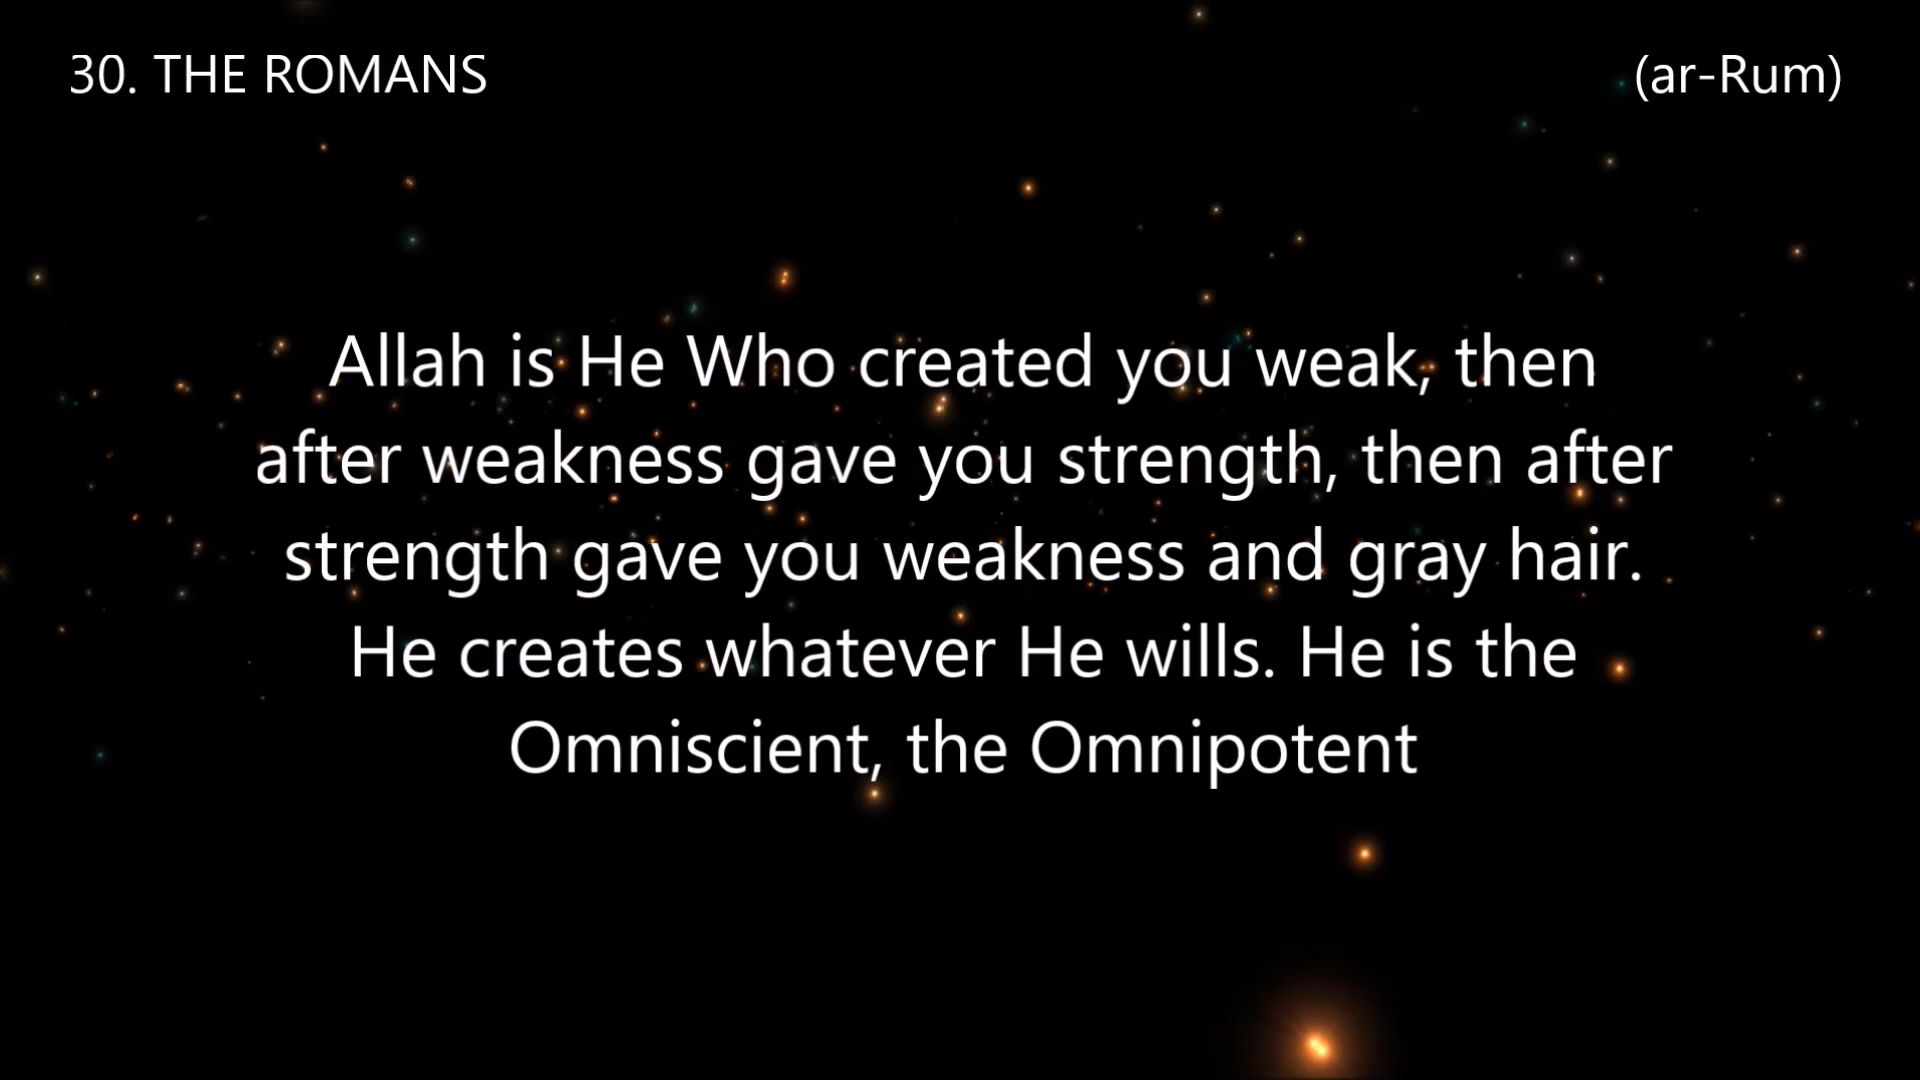 30. THE ROMANS
(ar-Rum)
Allah is He Who created you weak, then
after weakness gave you strength, then after
strength gave you weakness and gray hair.
He creates whatever He wills. He is the
Omniscient, the Omnipotent